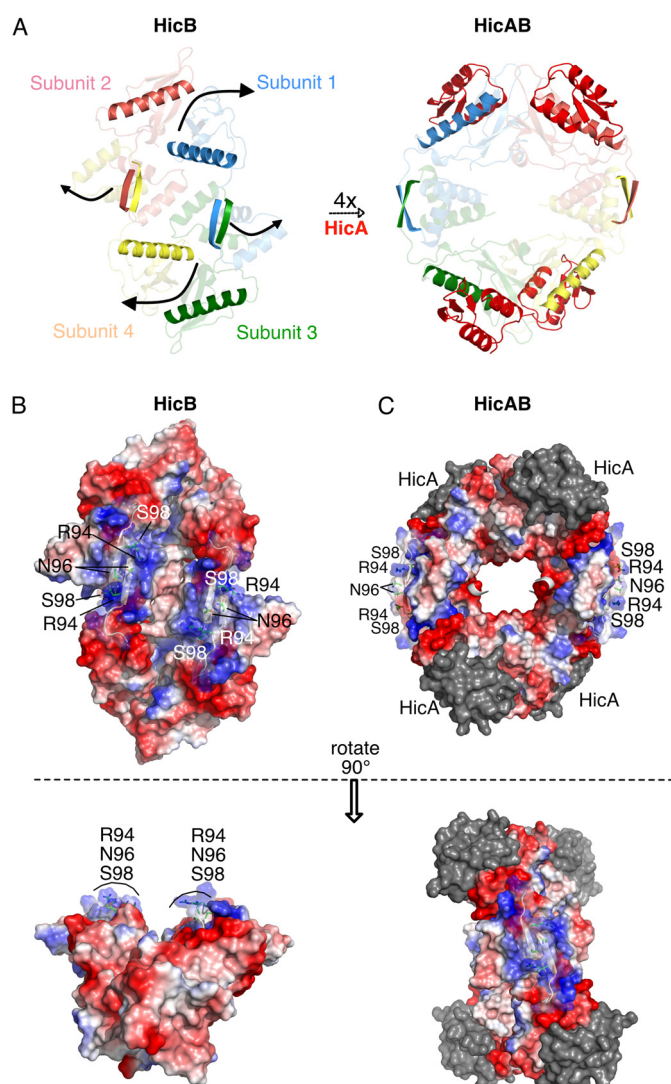 A
HicB
HicAB
Subunit 2
Subunit 1
4x
HicA
Subunit 4
Subunit 3
B
HicB
C
HicAB
HicA
HicA
S98
R94
N96
S98
R94
S98
R94
N96
R94
S98
S98
R94
N96
R94
S98
S98
R94
N96
R94
S98
HicA
HicA
rotate
90°
R94
N96
S98
R94
N96
S98